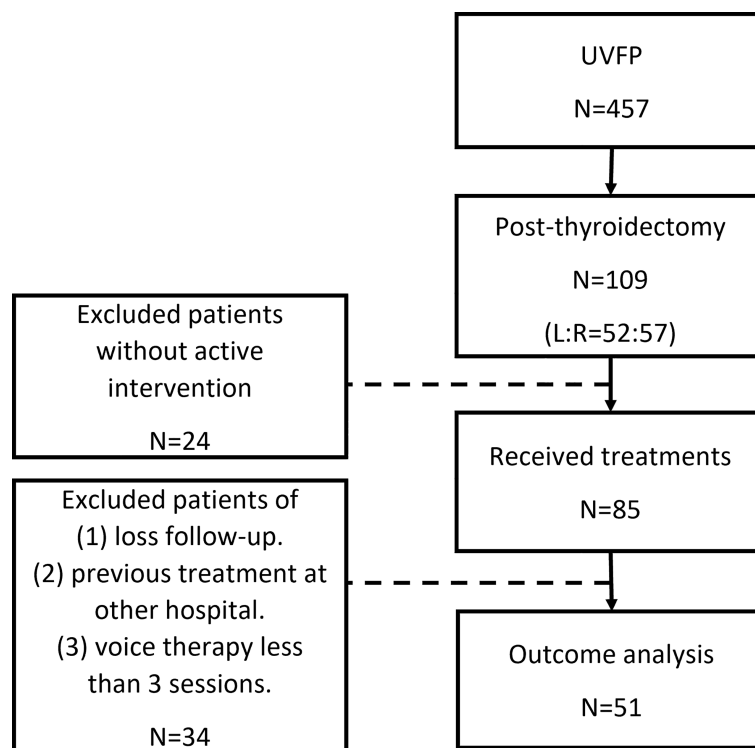 UVFP
N=457
Post-thyroidectomy
N=109
(L:R=52:57)
Excluded patients
without active
intervention
N=24
Received treatments
N=85
Excluded patients of
(1) loss follow-up.
(2) previous treatment at
other hospital.
(3) voice therapy less
than 3 sessions.
N=34
Outcome analysis
N=51